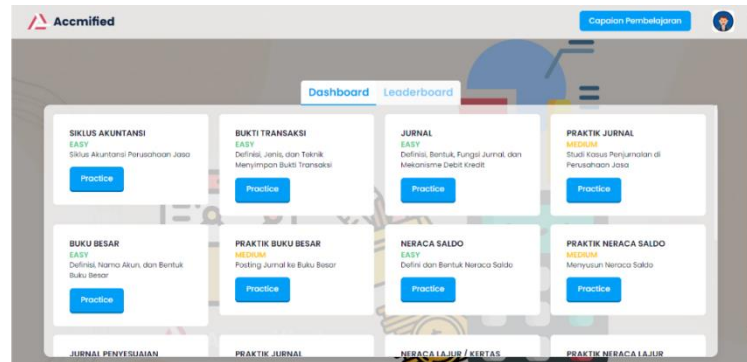 Accmified
Capaian Pembelajaran
Dashboard Leaderboard
SIKLUS AKUNTANSI
EASY
Siklus Akuntansi Perusahaan Jasa
Practice
BUKTI TRANSAKSI
EASY
Definisi, Jenis, dan Teknik
Menyimpan Bukti Transaksi
Practice
JURNAL
EASY
Definisi, Bentuk, Fungsi Jurnal, dan
Mekanisme Debit Kredit
Practice
PRAKTIK JURNAL
MEDIUM
Studi Kasus Penjurnalan di
Perusahaan Jasa
Practice
BUKU BESAR
EASY
Definisi, Nama Akun, dan Bentuk
Buku Besar
Practice
PRAKTIK BUKU BESAR
MEDIUM
Posting Jurnal ke Buku Besar
Practice
NERACA SALDO
EASY
Defini dan Bentuk Neraca Saldo
Practice
PRAKTIK NERACA SALDO
MEDIUM
Menyusun Neraca Saldo
Practice
JURNAL PENYESUAIAN
PRAKTIK JURNAL
NERACA LAJUR / KERTAS
PRAKTIK NERACA LAJUR